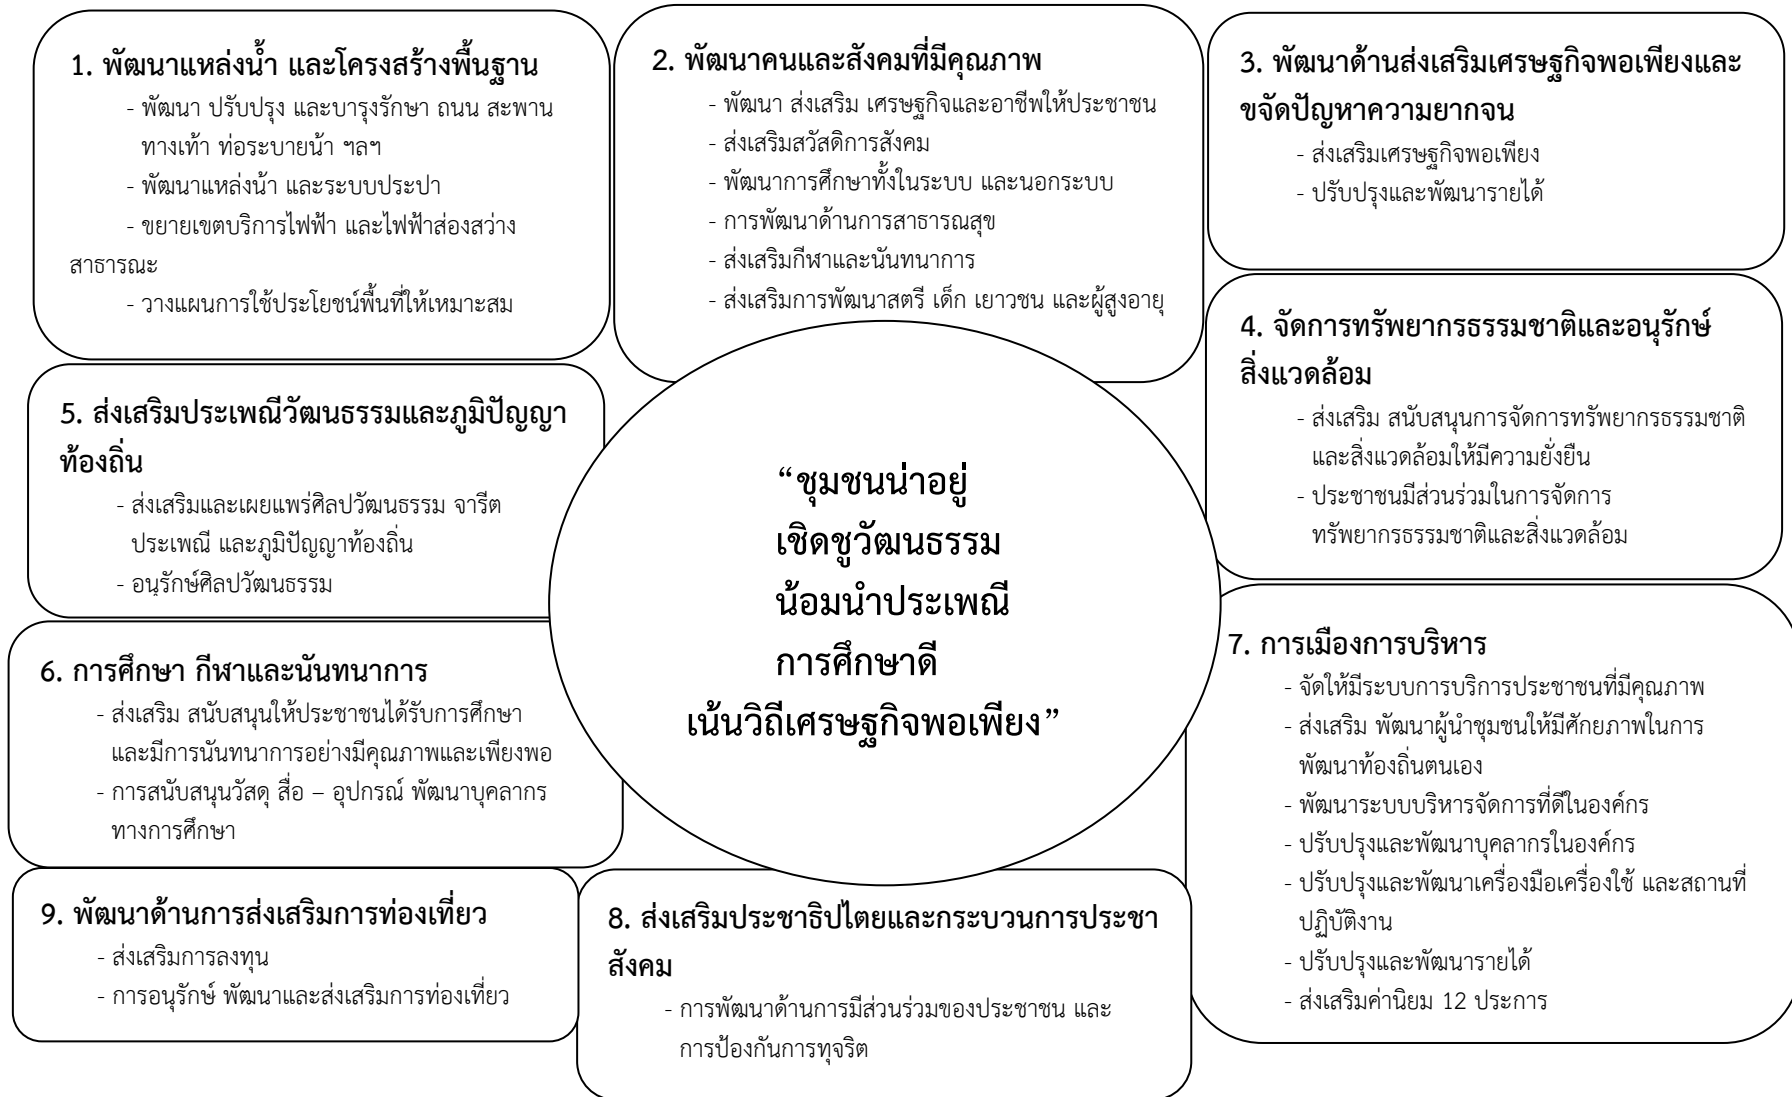 1. พัฒนาแหล่งน้ำ และโครงสร้างพื้นฐาน
- พัฒนา ปรับปรุง และบารุงรักษา ถนน สะพาน
ทางเท้า ท่อระบายน้า ฯลฯ
- พัฒนาแหล่งน้า และระบบประปา
- ขยายเขตบริการไฟฟ้า และไฟฟ้าส่องสว่าง
สาธารณะ
- วางแผนการใช้ประโยชน์พื้นที่ให้เหมาะสม
2. พัฒนาคนและสังคมที่มีคุณภาพ
- พัฒนา ส่งเสริม เศรษฐกิจและอาชีพให้ประชาชน
- ส่งเสริมสวัสดิการสังคม
- พัฒนาการศึกษาทั้งในระบบ และนอกระบบ
- การพัฒนาด้านการสาธารณสุข
- ส่งเสริมกีฬาและนันทนาการ
- ส่งเสริมการพัฒนาสตรี เด็ก เยาวชน และผู้สูงอายุ
3. พัฒนาด้านส่งเสริมเศรษฐกิจพอเพียงและ
ขจัดปัญหาความยากจน
- ส่งเสริมเศรษฐกิจพอเพียง
- ปรับปรุงและพัฒนารายได้
4. จัดการทรัพยากรธรรมชาติและอนุรักษ์
สิ่งแวดล้อม
- ส่งเสริม สนับสนุนการจัดการทรัพยากรธรรมชาติ
และสิ่งแวดล้อมให้มีความยั่งยืน
- ประชาชนมีส่วนร่วมในการจัดการ
ทรัพยากรธรรมชาติและสิ่งแวดล้อม
5. ส่งเสริมประเพณีวัฒนธรรมและภูมิปัญญา
ท้องถิ่น
- ส่งเสริมและเผยแพร่ศิลปวัฒนธรรม จารีต
ประเพณี และภูมิปัญญาท้องถิ่น
- อนุรักษ์ศิลปวัฒนธรรม
“ชุมชนน่าอยู่
เชิดชูวัฒนธรรม
น้อมนำประเพณี
การศึกษาดี
เน้นวิถีเศรษฐกิจพอเพียง”
6. การศึกษา กีฬาและนันทนาการ
- ส่งเสริม สนับสนุนให้ประชาชนได้รับการศึกษา
และมีการนันทนาการอย่างมีคุณภาพและเพียงพอ
- การสนับสนุนวัสดุ สื่อ – อุปกรณ์ พัฒนาบุคลากร
ทางการศึกษา
7. การเมืองการบริหาร
- จัดให้มีระบบการบริการประชาชนที่มีคุณภาพ
- ส่งเสริม พัฒนาผู้นำชุมชนให้มีศักยภาพในการ
พัฒนาท้องถิ่นตนเอง
- พัฒนาระบบบริหารจัดการที่ดีในองค์กร
- ปรับปรุงและพัฒนาบุคลากรในองค์กร
- ปรับปรุงและพัฒนาเครื่องมือเครื่องใช้ และสถานที่
ปฏิบัติงาน
- ปรับปรุงและพัฒนารายได้
- ส่งเสริมค่านิยม 12 ประการ
9. พัฒนาด้านการส่งเสริมการท่องเที่ยว
- ส่งเสริมการลงทุน
- การอนุรักษ์ พัฒนาและส่งเสริมการท่องเที่ยว
8. ส่งเสริมประชาธิปไตยและกระบวนการประชา
สังคม
- การพัฒนาด้านการมีส่วนร่วมของประชาชน และ
การป้องกันการทุจริต